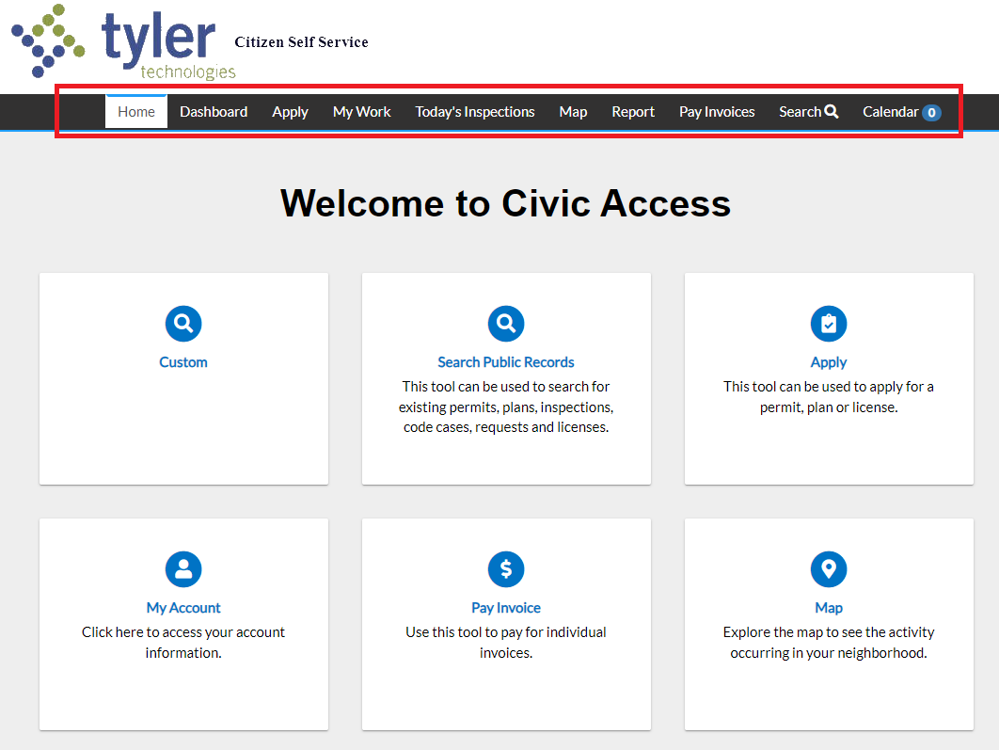 tyler
technologies
Citizen Self Service
Home Dashboard Apply My Work Today's Inspections Map Report Pay Invoices Search Calendar 0
Welcome to Civic Access
Custom
Search Public Records
This tool can be used to search for
existing permits, plans, inspections,
code cases, requests and licenses.
Apply
This tool can be used to apply for a
permit, plan or license.
My Account
Click here to access your account
information.
Pay Invoice
Use this tool to pay for individual
invoices.
Map
Explore the map to see the activity
occurring in your neighborhood.